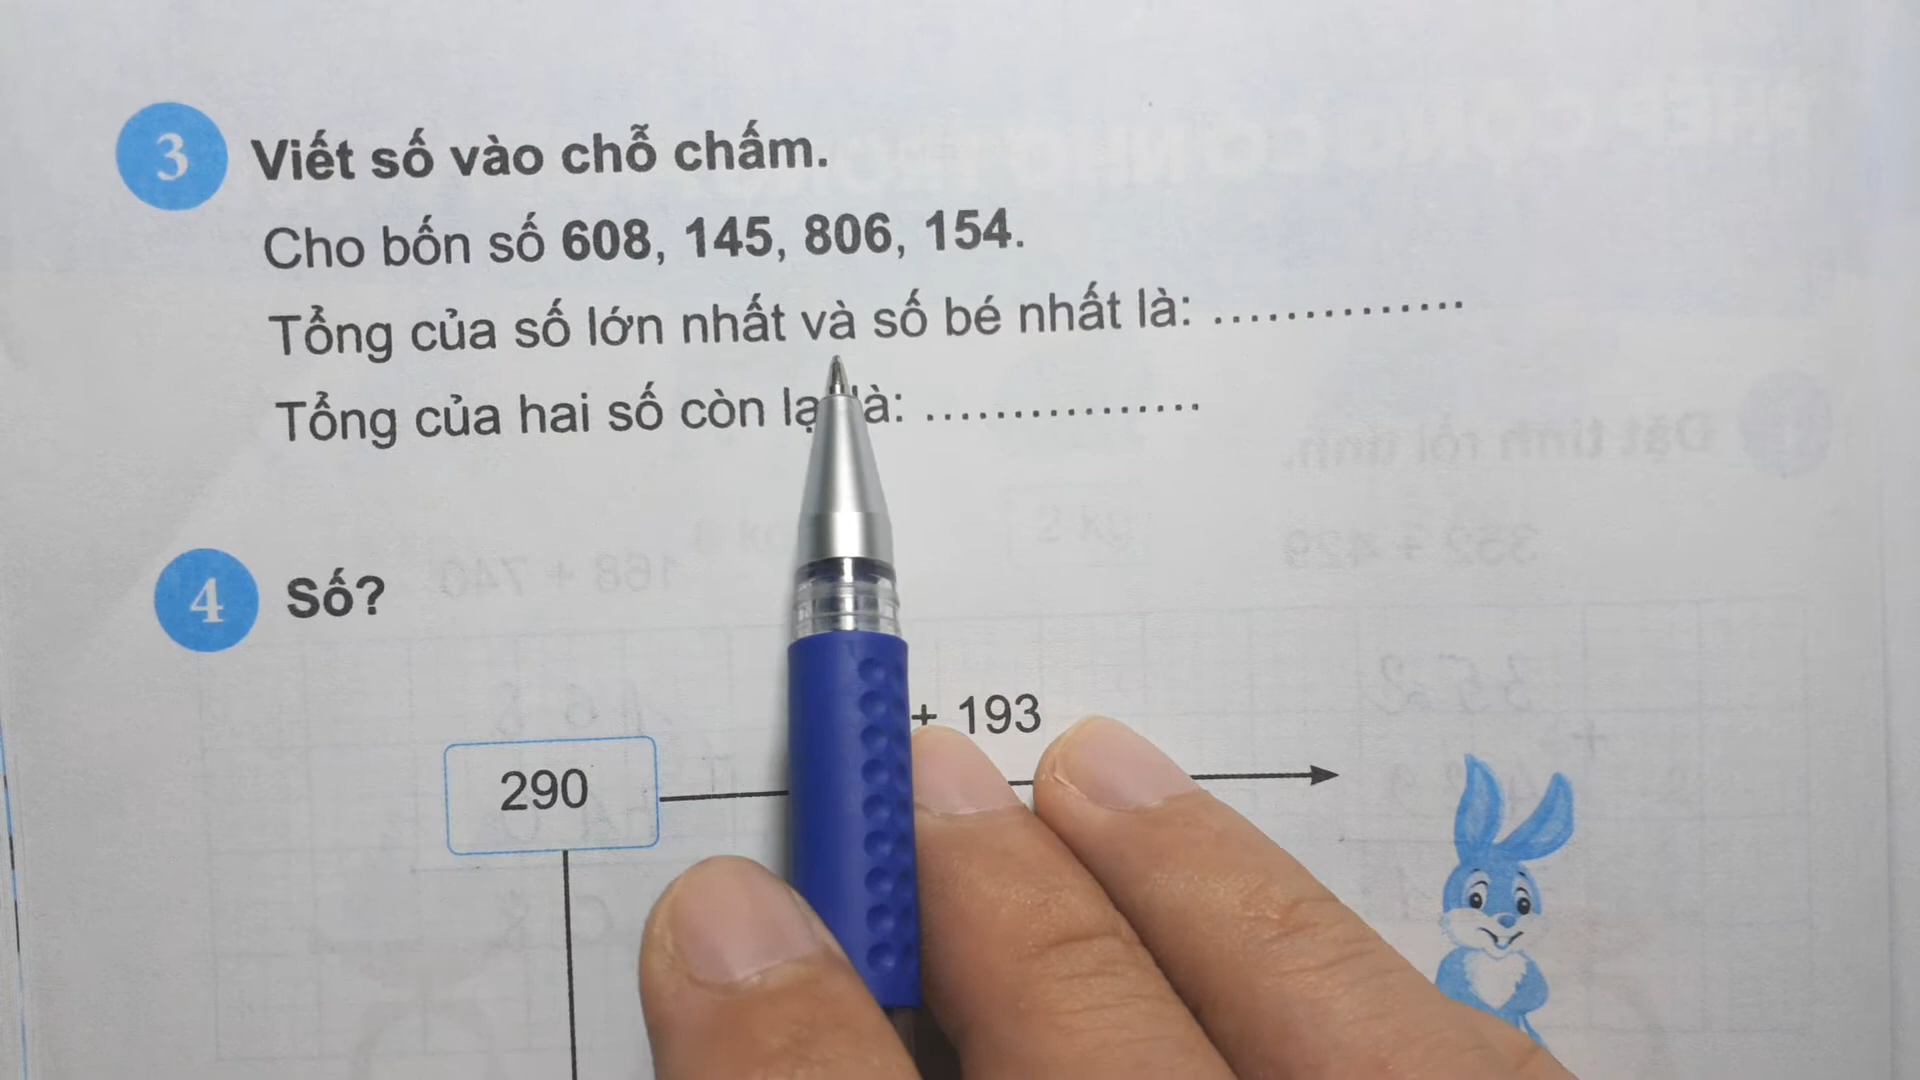 3 Viết số vào chỗ chấm.
Cho bốn số 608, 145, 806, 154.
Tổng của số lớn nhất và số bé nhất là: ..............
Tổng của hai số còn lại là: ................
4 Số?
+ 193
290